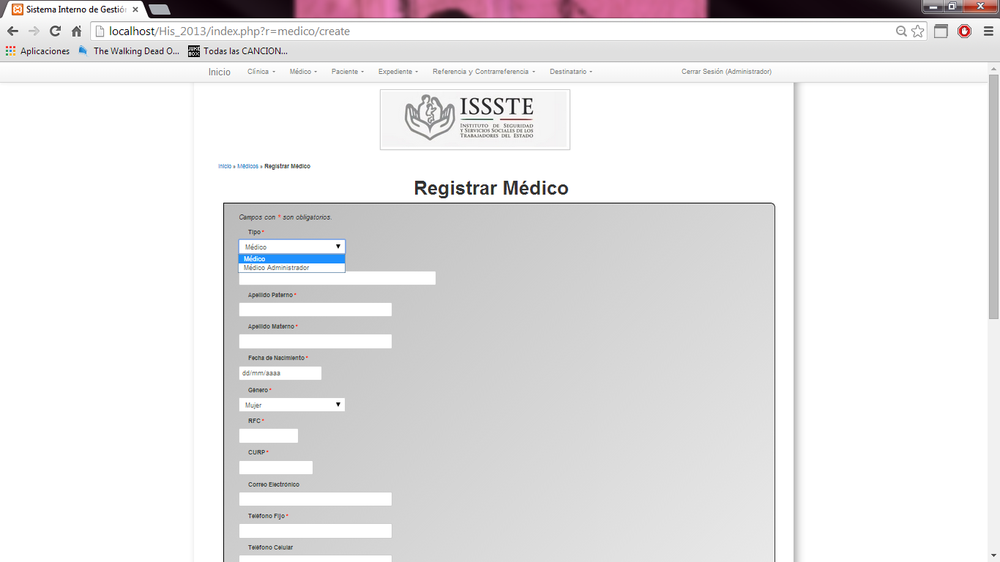 Sistema Interno de Gestión
localhost/His_2013/index.php?r=medico/create
Aplicaciones The Walking Dead O... JUKE BOX Todas las CANCION...
Inicio Clínica Médico Paciente Expediente Referencia y Contrarreferencia Destinatario Cerrar Sesión (Administrador)
ISSSTE
INSTITUTO DE SEGURIDAD
Y SERVICIOS SOCIALES DE LOS
TRABAJADORES DEL ESTADO
Inicio » Médicos » Registrar Médico
Registrar Médico
Campos con * son obligatorios.
Tipo *
Médico
Médico
Médico Administrador
Apellido Paterno *
Apellido Materno *
Fecha de Nacimiento *
dd/mm/aaaa
Género *
Mujer
RFC *
CURP *
Correo Electrónico
Teléfono Fijo *
Teléfono Celular